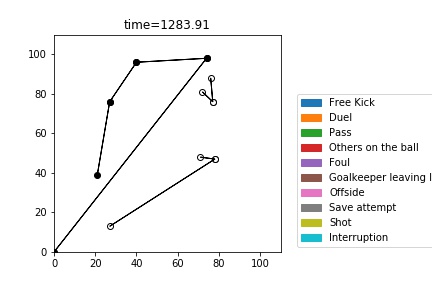 time=1283.91
100
80
60
40
20
0
0 20 40 60 80 100
Free Kick
Duel
Pass
Others on the ball
Foul
Goalkeeper leaving l
Offside
Save attempt
Shot
Interruption